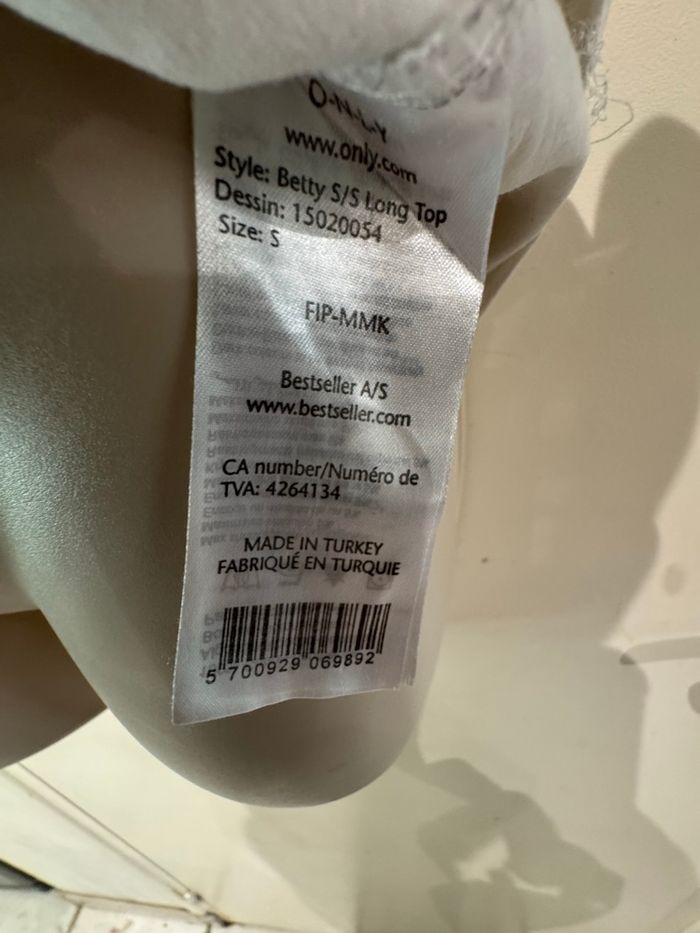 O-N-L-Y
www.only.com
Style: Betty S/S Long Top
Dessin: 15020054
Size: S
FIP-MMK
Bestseller A/S
www.bestseller.com
CA number/Numéro de
TVA: 4264134
MADE IN TURKEY
FABRIQUÉ EN TURQUIE
5 700929 069892